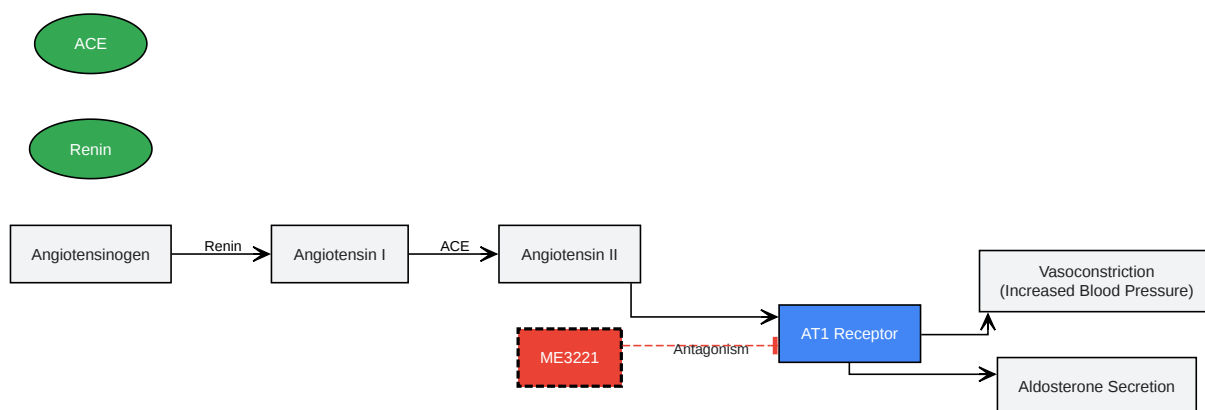 ACE
Renin
Angiotensinogen
Renin
Angiotensin I
ACE
Angiotensin II
Vasoconstriction
(Increased Blood Pressure)
AT1 Receptor
ME3221
Antagonism
Aldosterone Secretion